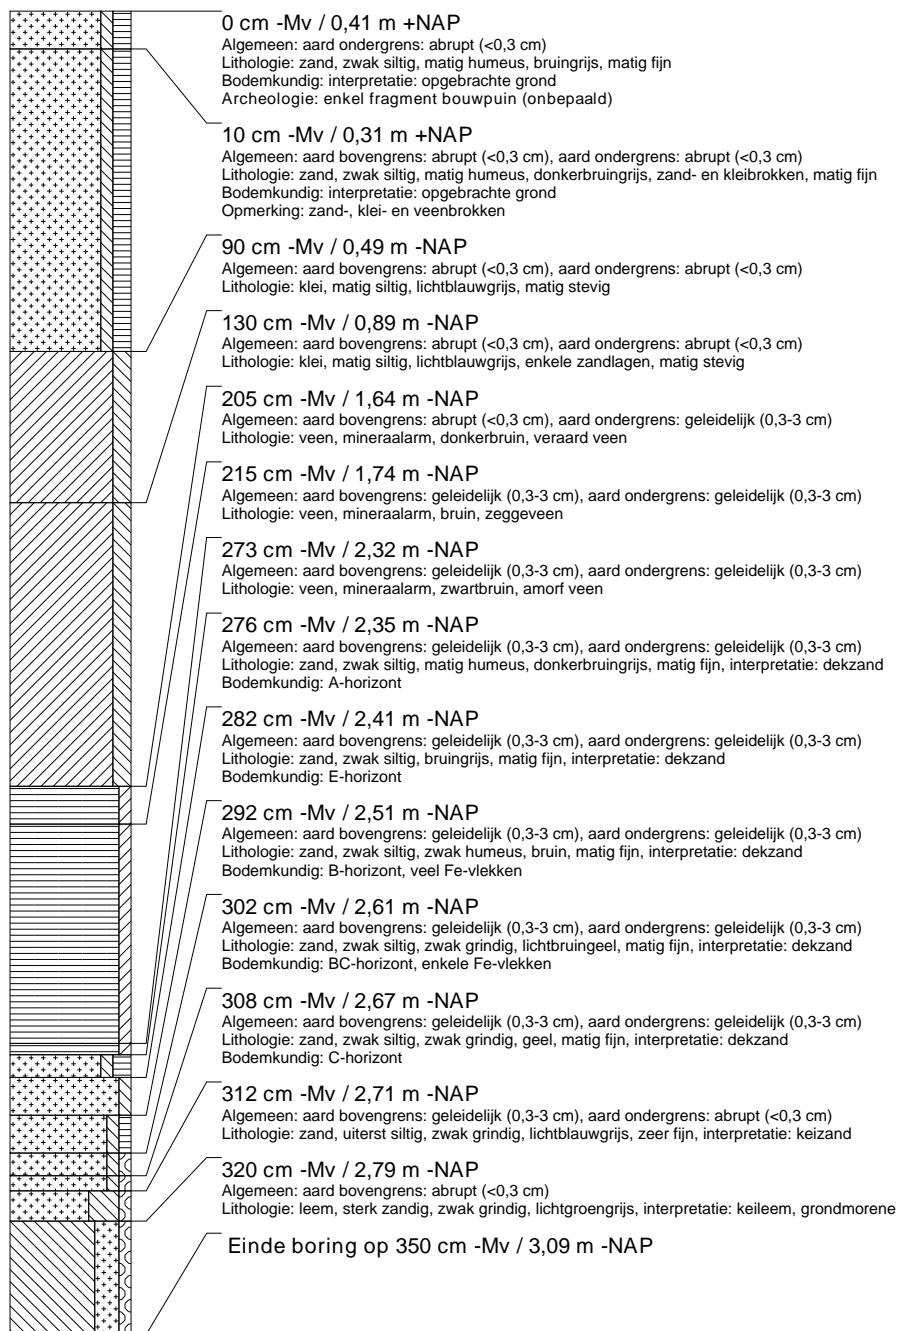 0 cm -Mv / 0,41 m +NAP
Algemeen: aard ondergrens: abrupt (<0,3 cm)
Lithologie: zand, zwak siltig, matig humeus, bruingrijs, matig fijn
Bodemkundig: interpretatie: opgebrachte grond
Archeologie: enkel fragment bouwpuin (onbepaald)
10 cm -Mv / 0,31 m +NAP
Algemeen: aard bovengrens: abrupt (<0,3 cm), aard ondergrens: abrupt (<0,3 cm)
Lithologie: zand, zwak siltig, matig humeus, donkerbruingrijs, zand- en kleibrokken, matig fijn
Bodemkundig: interpretatie: opgebrachte grond
Opmerking: zand-, klei- en veenbrokken
90 cm -Mv / 0,49 m -NAP
Algemeen: aard bovengrens: abrupt (<0,3 cm), aard ondergrens: abrupt (<0,3 cm)
Lithologie: klei, matig siltig, lichtblauwgrijs, matig stevig
130 cm -Mv / 0,89 m -NAP
Algemeen: aard bovengrens: abrupt (<0,3 cm), aard ondergrens: abrupt (<0,3 cm)
Lithologie: klei, matig siltig, lichtblauwgrijs, enkele zandlagen, matig stevig
205 cm -Mv / 1,64 m -NAP
Algemeen: aard bovengrens: abrupt (<0,3 cm), aard ondergrens: geleidelijk (0,3-3 cm)
Lithologie: veen, mineraalarm, donkerbruin, veraard veen
215 cm -Mv / 1,74 m -NAP
Algemeen: aard bovengrens: geleidelijk (0,3-3 cm), aard ondergrens: geleidelijk (0,3-3 cm)
Lithologie: veen, mineraalarm, bruin, zeggeveen
273 cm -Mv / 2,32 m -NAP
Algemeen: aard bovengrens: geleidelijk (0,3-3 cm), aard ondergrens: geleidelijk (0,3-3 cm)
Lithologie: veen, mineraalarm, zwartbruin, amorf veen
276 cm -Mv / 2,35 m -NAP
Algemeen: aard bovengrens: geleidelijk (0,3-3 cm), aard ondergrens: geleidelijk (0,3-3 cm)
Lithologie: zand, zwak siltig, matig humeus, donkerbruingrijs, matig fijn, interpretatie: dekzand
Bodemkundig: A-horizont
282 cm -Mv / 2,41 m -NAP
Algemeen: aard bovengrens: geleidelijk (0,3-3 cm), aard ondergrens: geleidelijk (0,3-3 cm)
Lithologie: zand, zwak siltig, bruingrijs, matig fijn, interpretatie: dekzand
Bodemkundig: E-horizont
292 cm -Mv / 2,51 m -NAP
Algemeen: aard bovengrens: geleidelijk (0,3-3 cm), aard ondergrens: geleidelijk (0,3-3 cm)
Lithologie: zand, zwak siltig, zwak humeus, bruin, matig fijn, interpretatie: dekzand
Bodemkundig: B-horizont, veel Fe-vlekken
302 cm -Mv / 2,61 m -NAP
Algemeen: aard bovengrens: geleidelijk (0,3-3 cm), aard ondergrens: geleidelijk (0,3-3 cm)
Lithologie: zand, zwak siltig, zwak grindig, lichtbruingeel, matig fijn, interpretatie: dekzand
Bodemkundig: BC-horizont, enkele Fe-vlekken
308 cm -Mv / 2,67 m -NAP
Algemeen: aard bovengrens: geleidelijk (0,3-3 cm), aard ondergrens: geleidelijk (0,3-3 cm)
Lithologie: zand, zwak siltig, zwak grindig, geel, matig fijn, interpretatie: dekzand
Bodemkundig: C-horizont
312 cm -Mv / 2,71 m -NAP
Algemeen: aard bovengrens: geleidelijk (0,3-3 cm), aard ondergrens: abrupt (<0,3 cm)
Lithologie: zand, uiterst siltig, zwak grindig, lichtblauwgrijs, zeer fijn, interpretatie: keizand
320 cm -Mv / 2,79 m -NAP
Algemeen: aard bovengrens: abrupt (<0,3 cm)
Lithologie: leem, sterk zandig, zwak grindig, lichtgroengrijs, interpretatie: keileem, grondmorene
Einde boring op 350 cm -Mv / 3,09 m -NAP